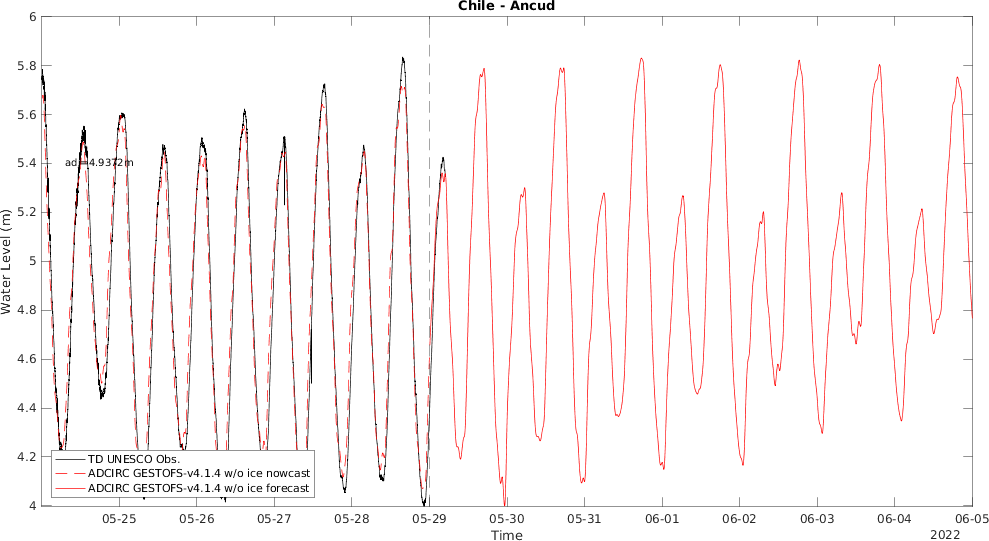 Chile - Ancud
6
5.8
5.6
5.4
5.2
5
4.8
4.6
4.4
4.2
4
Water Level (m)
adj=4.9372m
TD UNESCO Obs.
ADCIRC GESTOFS-v4.1.4 w/o ice nowcast
ADCIRC GESTOFS-v4.1.4 w/o ice forecast
05-25 05-26 05-27 05-28 05-29 05-30 05-31 06-01 06-02 06-03 06-04 06-05
Time
2022